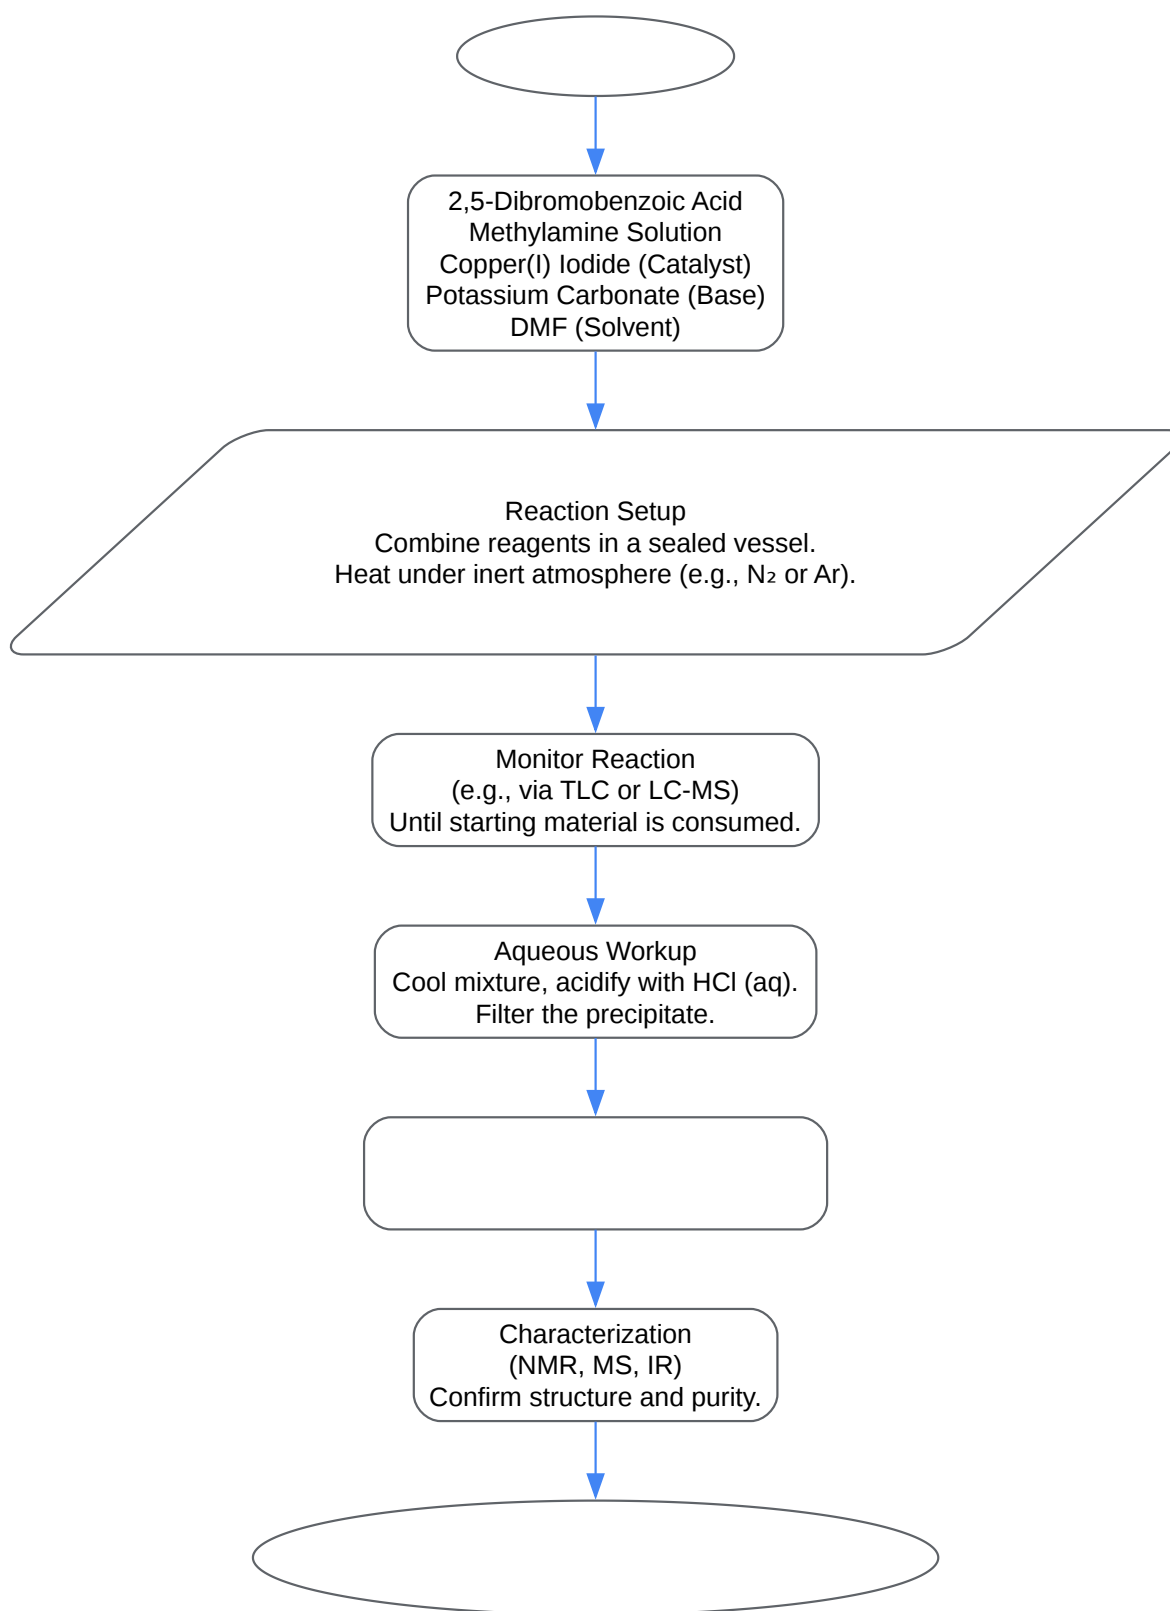 2,5-Dibromobenzoic Acid
Methylamine Solution
Copper(I) Iodide (Catalyst)
Potassium Carbonate (Base)
DMF (Solvent)
Reaction Setup
Combine reagents in a sealed vessel.
Heat under inert atmosphere (e.g., N₂ or Ar).
Monitor Reaction
(e.g., via TLC or LC-MS)
Until starting material is consumed.
Aqueous Workup
Cool mixture, acidify with HCl (aq).
Filter the precipitate.
Characterization
(NMR, MS, IR)
Confirm structure and purity.